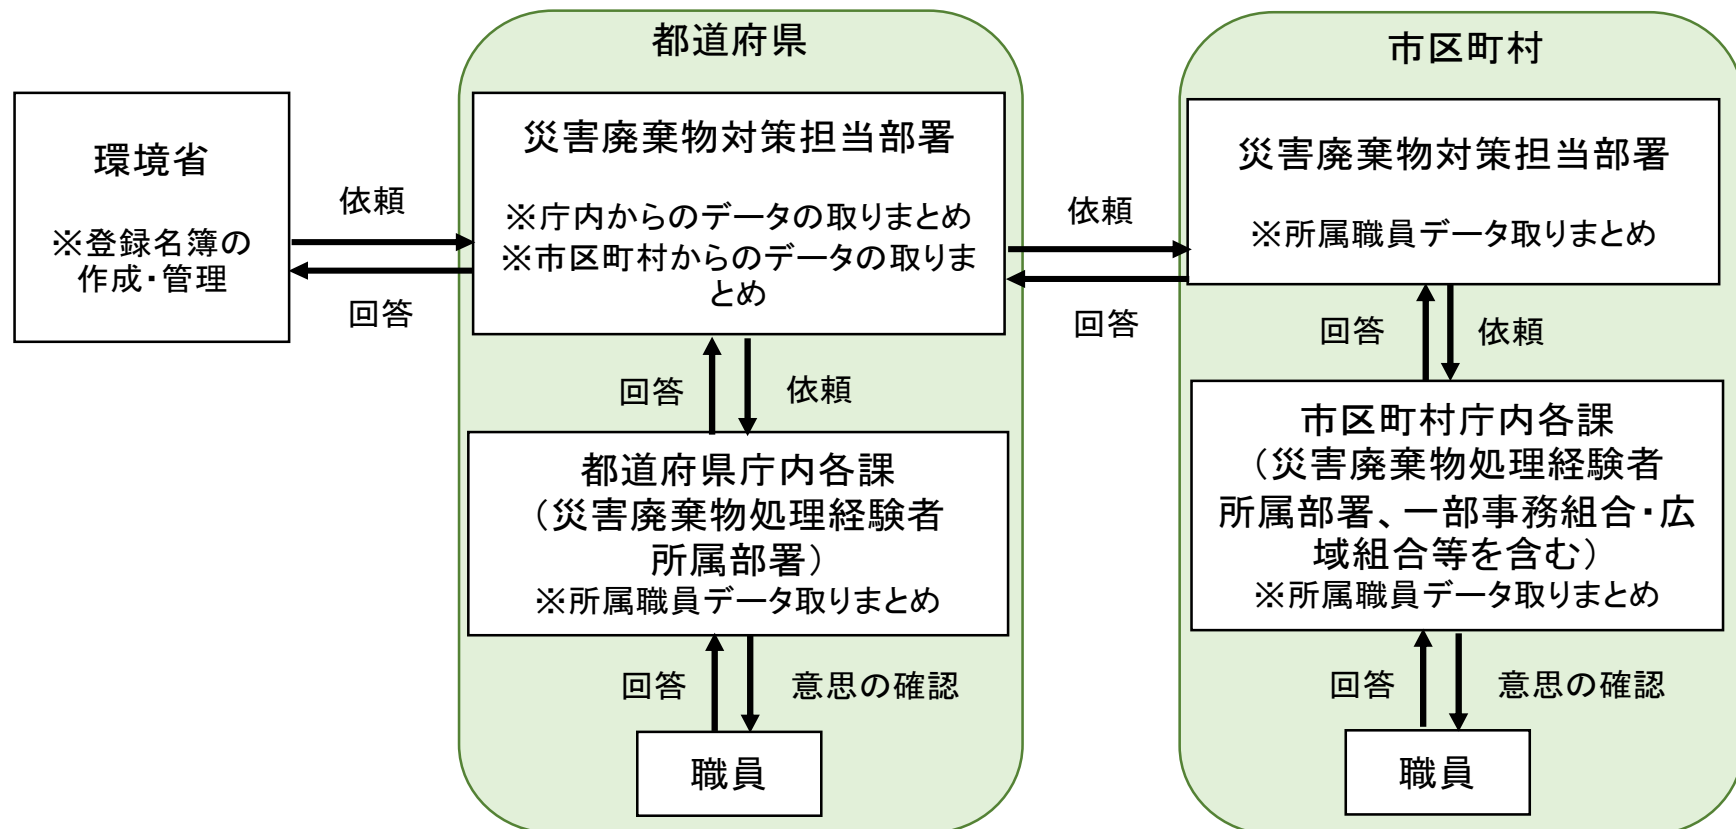 都道府県
市区町村
環境省
※登録名簿の
作成・管理
依頼
回答
災害廃棄物対策担当部署
※庁内からのデータの取りまとめ
※市区町村からのデータの取りま
とめ
依頼
回答
災害廃棄物対策担当部署
※所属職員データ取りまとめ
回答
依頼
都道府県庁内各課
(災害廃棄物処理経験者
所属部署)
※所属職員データ取りまとめ
回答
意思の確認
職員
回答
依頼
市区町村庁内各課
(災害廃棄物処理経験者
所属部署、一部事務組合・広
域組合等を含む)
※所属職員データ取りまとめ
回答
意思の確認
職員